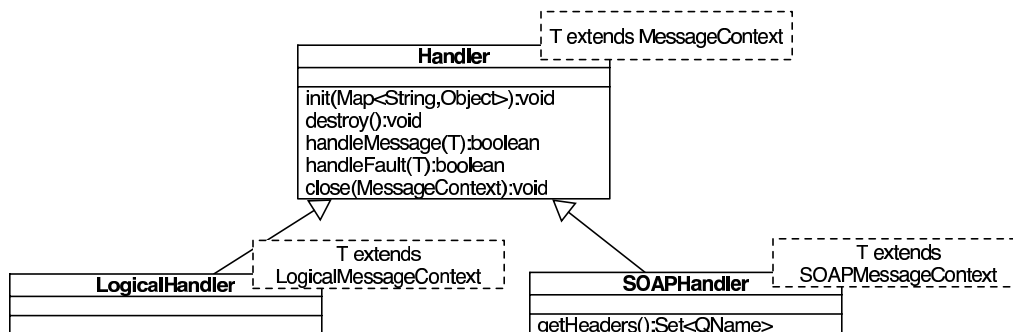 T extends MessageContext
Handler
init(Map<String,Object>):void
destroy():void
handleMessage(T):boolean
handleFault(T):boolean
close(MessageContext):void
T extends
LogicalMessageContext
T extends
SOAPMessageContext
LogicalHandler
SOAPHandler
getHeaders():Set<QName>